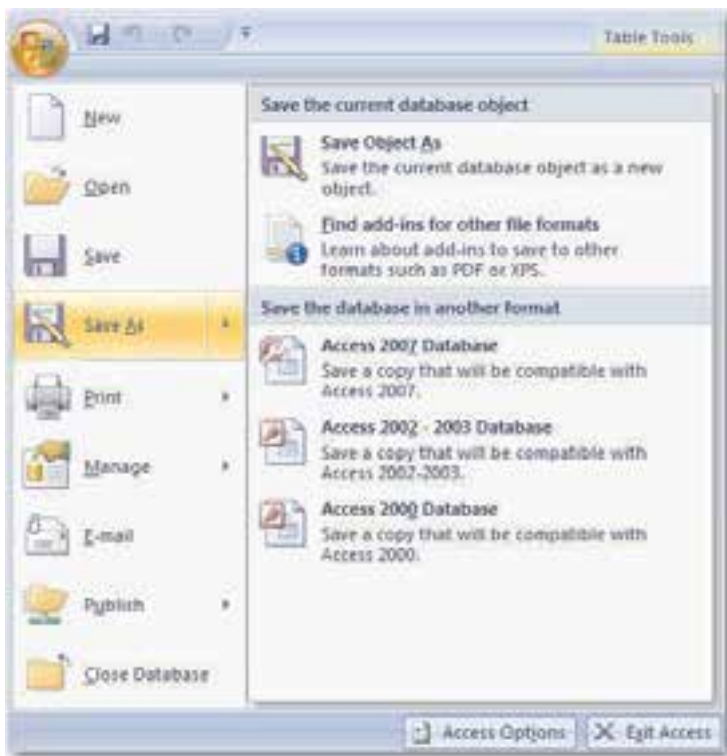 Table Tools
New
Open
Save
Save As
Print
Manage
E-mail
Publish
Close Database
Save the current database object
Save Object As
Save the current database object as a new
object.
Find add-ins for other file formats
Learn about add-ins to save to other
formats such as PDF or XPS.
Save the database in another format
Access 2007 Database
Save a copy that will be compatible with
Access 2007.
Access 2002 - 2003 Database
Save a copy that will be compatible with
Access 2002-2003.
Access 2000 Database
Save a copy that will be compatible with
Access 2000.
Access Options
Exit Access